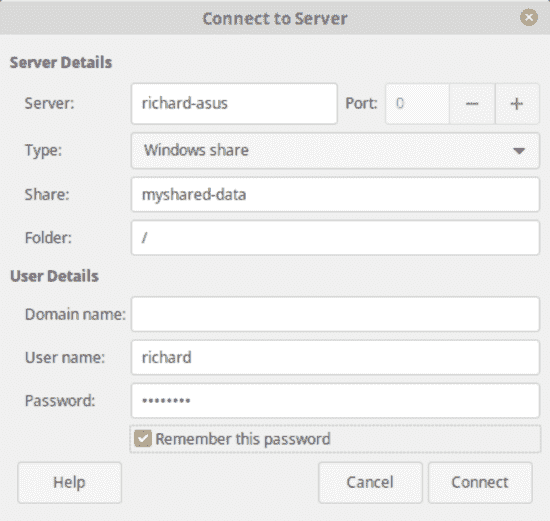 Connect to Server
Server Details
Server: richard-asus Port: 0
Type: Windows share
Share: myshared-data
Folder: /
User Details
Domain name:
User name: richard
Password: ••••••••
Remember this password
Help Cancel Connect